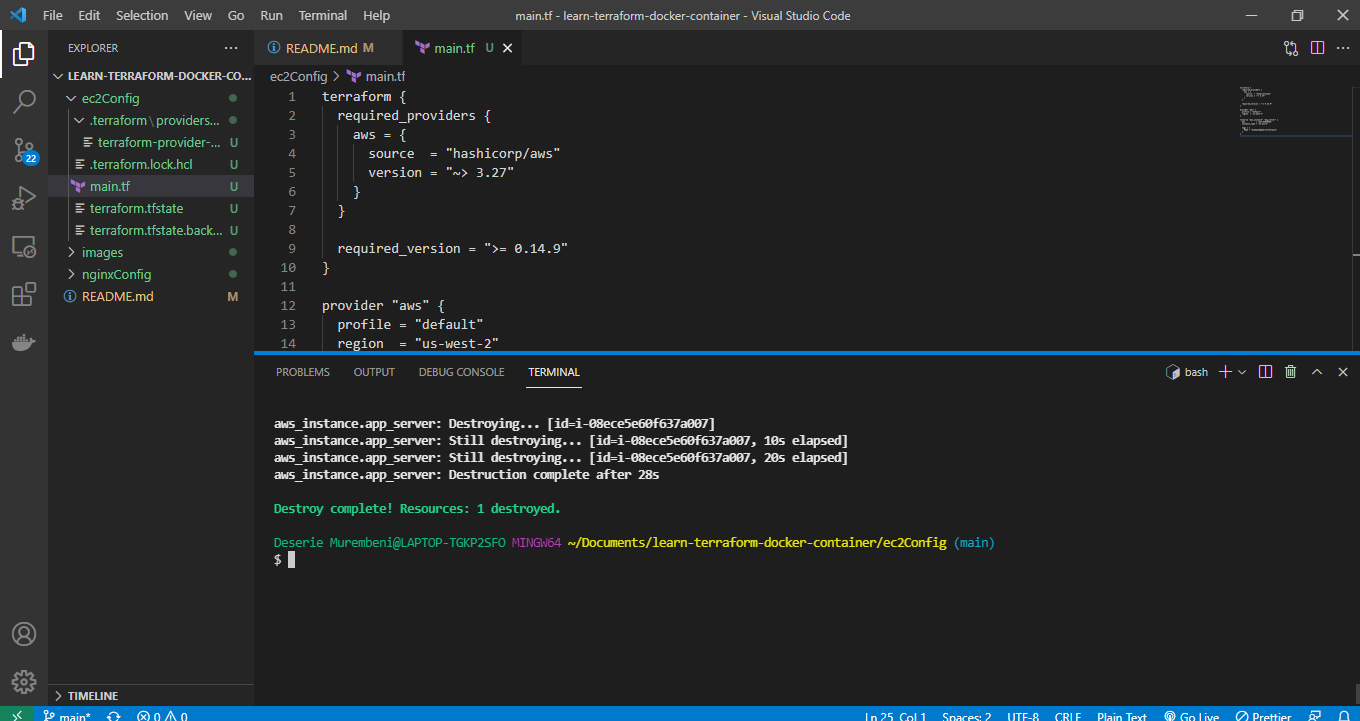 File Edit Selection View Go Run Terminal Help main.tf - learn-terraform-docker-container - Visual Studio Code
EXPLORER
README.md M main.tf U
LEARN-TERRAFORM-DOCKER-CO...
ec2Config > main.tf
ec2Config
.terraform \ providers...
terraform-provider-... U
.terraform.lock.hcl U
main.tf U
terraform.tfstate U
terraform.tfstate.back... U
images
nginxConfig
README.md M
22
1 terraform {
2 required_providers {
3 aws = {
4 source = "hashicorp/aws"
5 version = "~> 3.27"
6 }
7 }
8
9 required_version = ">= 0.14.9"
10 }
11
12 provider "aws" {
13 profile = "default"
14 region = "us-west-2"
PROBLEMS OUTPUT DEBUG CONSOLE TERMINAL bash
aws_instance.app_server: Destroying... [id=i-08ece5e60f637a007]
aws_instance.app_server: Still destroying... [id=i-08ece5e60f637a007, 10s elapsed]
aws_instance.app_server: Still destroying... [id=i-08ece5e60f637a007, 20s elapsed]
aws_instance.app_server: Destruction complete after 28s
Destroy complete! Resources: 1 destroyed.
Deserie Murembeni@LAPTOP-TGKP2SFO MINGW64 ~/Documents/learn-terraform-docker-container/ec2Config (main)
$
TIMELINE
main* 0 0 Ln 25, Col 1 Spaces: 2 UTF-8 CRLF Plain Text Go Live Prettier